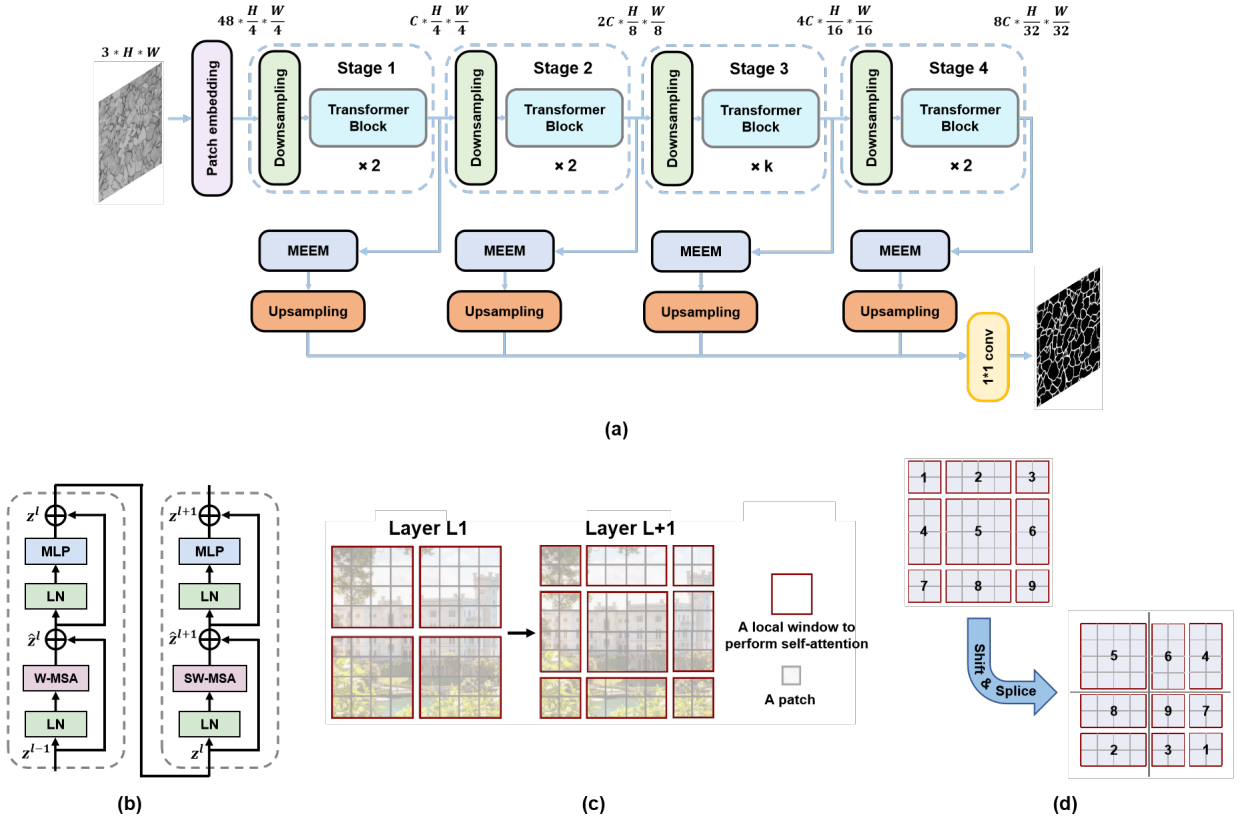 48 * H/4 * W/4
C * H/4 * W/4
2C * H/8 * W/8
4C * H/16 * W/16
8C * H/32 * W/32
3 * H * W
Patch embedding
Downsampling
Stage 1
Transformer
Block
× 2
Downsampling
Stage 2
Transformer
Block
× 2
Downsampling
Stage 3
Transformer
Block
× k
Downsampling
Stage 4
Transformer
Block
× 2
MEEM
MEEM
MEEM
MEEM
Upsampling
Upsampling
Upsampling
Upsampling
1*1 conv
(a)
z^l
MLP
LN
ẑ^l
W-MSA
LN
z^{l-1}
z^{l+1}
MLP
LN
ẑ^{l+1}
SW-MSA
LN
z^l
(b)
Layer L1
Layer L+1
A local window to
perform self-attention
A patch
(c)
1 2 3
4 5 6
7 8 9
Shift &
Splice
5 6 4
8 9 7
2 3 1
(d)